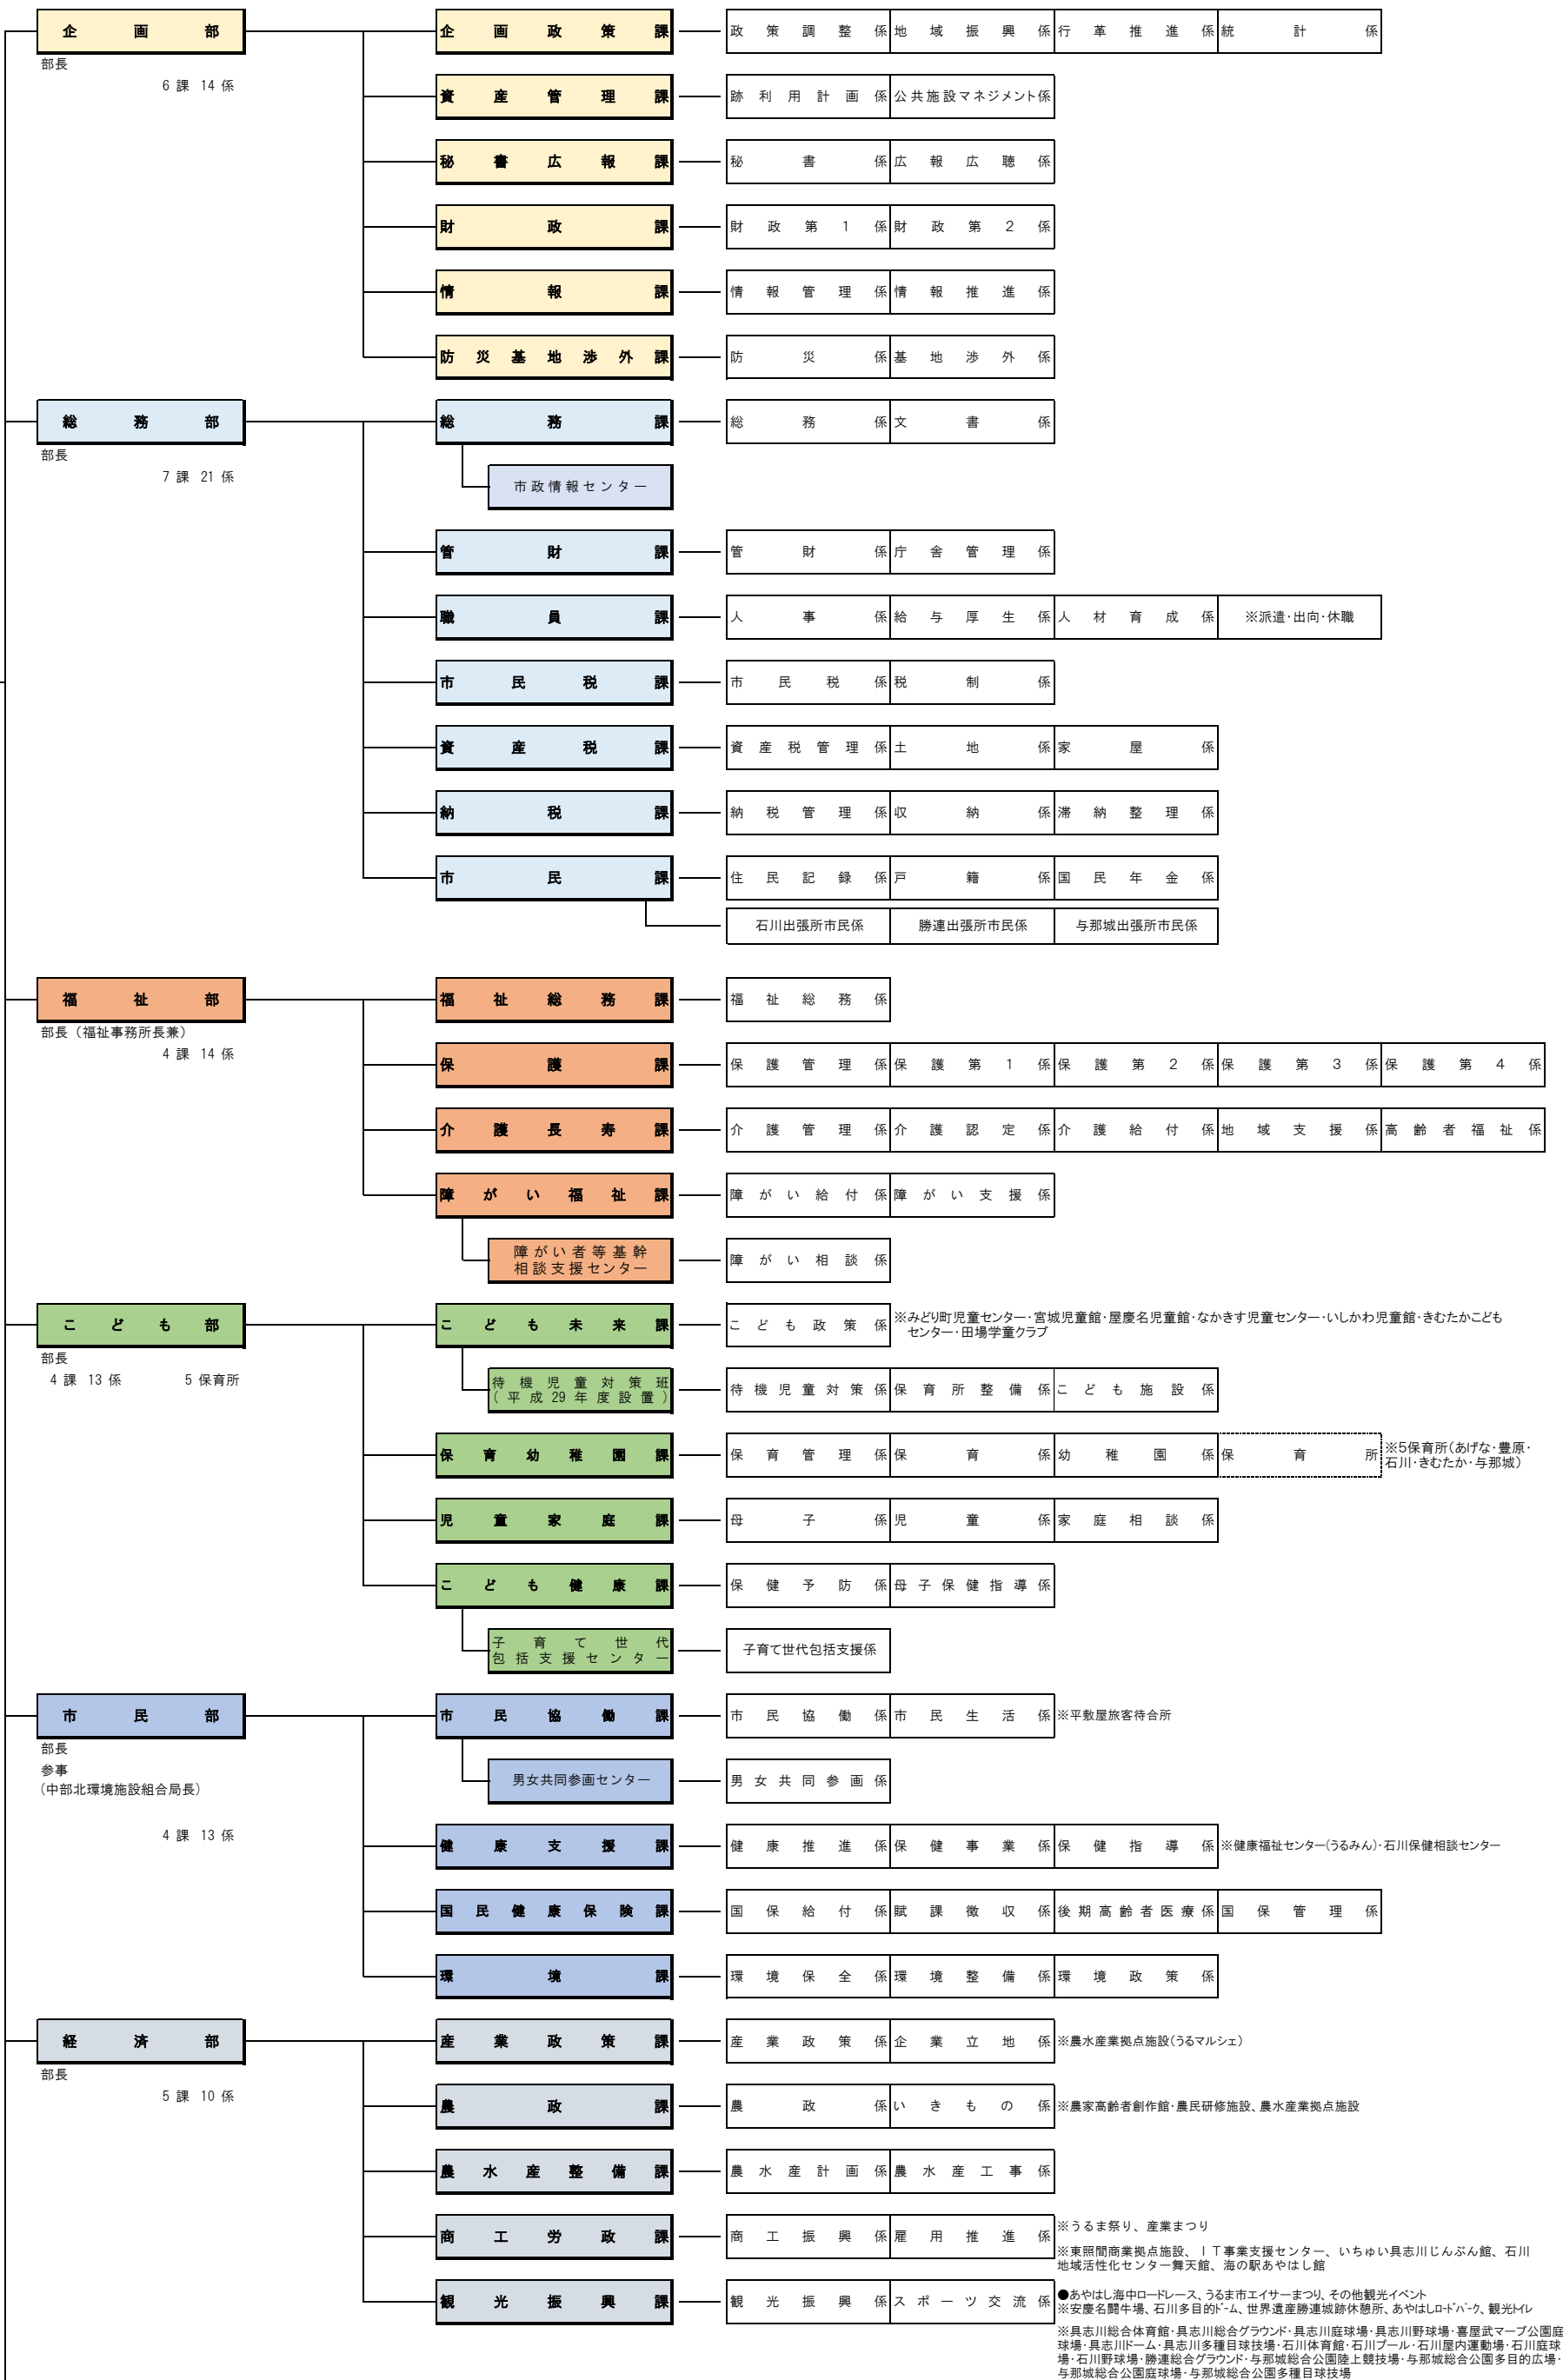 企画部
部長
6 課 14 係
企画政策課
政策調整係 地域振興係 行革推進係 統計係
資産管理課
跡利用計画係 公共施設マネジメント係
秘書広報課
秘書係 広報広聴係
財政課
財政第1係 財政第2係
情報課
情報管理係 情報推進係
防災基地渉外課
防災係 基地渉外係
総務部
部長
7 課 21 係
総務課
総務係 文書係
市政情報センター
管財課
管財係 庁舎管理係
職員課
人事係 給与厚生係 人材育成係 ※派遣・出向・休職
市民税課
市民税係 税制係
資産税課
資産税管理係 土地係 家屋係
納税課
納税管理係 収納係 滞納整理係
市民課
住民記録係 戸籍係 国民年金係
石川出張所市民係 勝連出張所市民係 与那城出張所市民係
福祉部
部長（福祉事務所長兼）
4 課 14 係
福祉総務課
福祉総務係
保護課
保護管理係 保護第1係 保護第2係 保護第3係 保護第4係
介護長寿課
介護管理係 介護認定係 介護給付係 地域支援係 高齢者福祉係
障がい福祉課
障がい給付係 障がい支援係
障がい者等基幹
相談支援センター
障がい相談係
こども部
部長
4 課 13 係 5 保育所
こども未来課
こども政策係
※みどり町児童センター・宮城児童館・屋慶名児童館・なかきす児童センター・いしかわ児童館・きむたかこども
センター・田場学童クラブ
待機児童対策班
(平成29年度設置)
待機児童対策係 保育所整備係 こども施設係
保育幼稚園課
保育管理係 保育係 幼稚園係 保育所
※5保育所(あげな・豊原・
石川・きむたか・与那城)
児童家庭課
母子係 児童係 家庭相談係
こども健康課
保健予防係 母子保健指導係
子育て世代
包括支援センター
子育て世代包括支援係
市民部
部長
参事
(中部北環境施設組合局長)
4 課 13 係
市民協働課
市民協働係 市民生活係 ※平敷屋旅客待合所
男女共同参画センター
男女共同参画係
健康支援課
健康推進係 保健事業係 保健指導係 ※健康福祉センター(うるみん)・石川保健相談センター
国民健康保険課
国保給付係 賦課徴収係 後期高齢者医療係 国保管理係
環境課
環境保全係 環境整備係 環境政策係
経済部
部長
5 課 10 係
産業政策課
産業政策係 企業立地係 ※農水産業拠点施設(うるマルシェ)
農政課
農政係 いきもの係 ※農家高齢者創作館・農民研修施設、農水産業拠点施設
農水産整備課
農水産計画係 農水産工事係
商工労政課
商工振興係 雇用推進係
※うるま祭り、産業まつり
※東照間商業拠点施設、ＩＴ事業支援センター、いちゅい具志川じんぶん館、石川
地域活性化センター舞天館、海の駅あやはし館
観光振興課
観光振興係 スポーツ交流係
●あやはし海中ロードレース、うるま市エイサーまつり、その他観光イベント
※安慶名闘牛場、石川多目的ﾄﾞｰﾑ、世界遺産勝連城跡休憩所、あやはしﾛｰﾄﾞﾊﾟｰｸ、観光ﾄｲﾚ
※具志川総合体育館・具志川総合グラウンド・具志川庭球場・具志川野球場・喜屋武マーブ公園庭
球場・具志川ドーム・具志川多種目球技場・石川体育館・石川プール・石川屋内運動場・石川庭球
場・石川野球場・勝連総合グラウンド・与那城総合公園陸上競技場・与那城総合公園多目的広場・
与那城総合公園庭球場・与那城総合公園多種目球技場